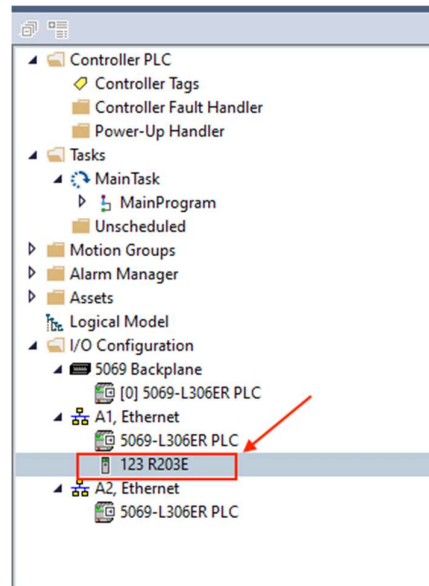 Controller PLC
Controller Tags
Controller Fault Handler
Power-Up Handler
Tasks
MainTask
MainProgram
Unscheduled
Motion Groups
Alarm Manager
Assets
Logical Model
I/O Configuration
5069 Backplane
[0] 5069-L306ER PLC
A1, Ethernet
5069-L306ER PLC
123 R203E
A2, Ethernet
5069-L306ER PLC